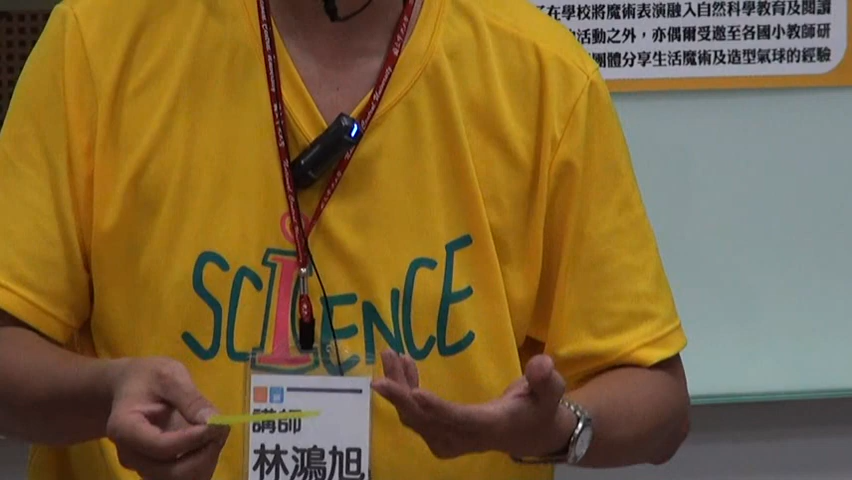 在學校將魔術表演融入自然科學教育及閱讀
活動之外，亦偶爾受邀至各國小教師研
團體分享生活魔術及造型氣球的經驗
SCiENCE
講師
林鴻旭